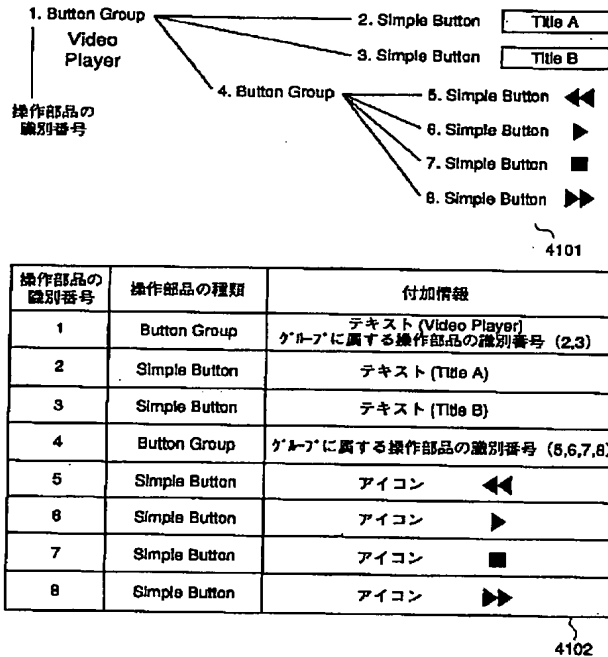 1. Button Group
Video
Player
操作部品の
識別番号
2. Simple Button Title A
3. Simple Button Title B
4. Button Group
5. Simple Button
6. Simple Button
7. Simple Button
8. Simple Button
4101
操作部品の
識別番号 操作部品の種類 付加情報
1 Button Group テキスト (Video Player)
グループに属する操作部品の識別番号 (2,3)
2 Simple Button テキスト (Title A)
3 Simple Button テキスト (Title B)
4 Button Group グループに属する操作部品の識別番号 (5,6,7,8)
5 Simple Button アイコン
6 Simple Button アイコン
7 Simple Button アイコン
8 Simple Button アイコン
4102